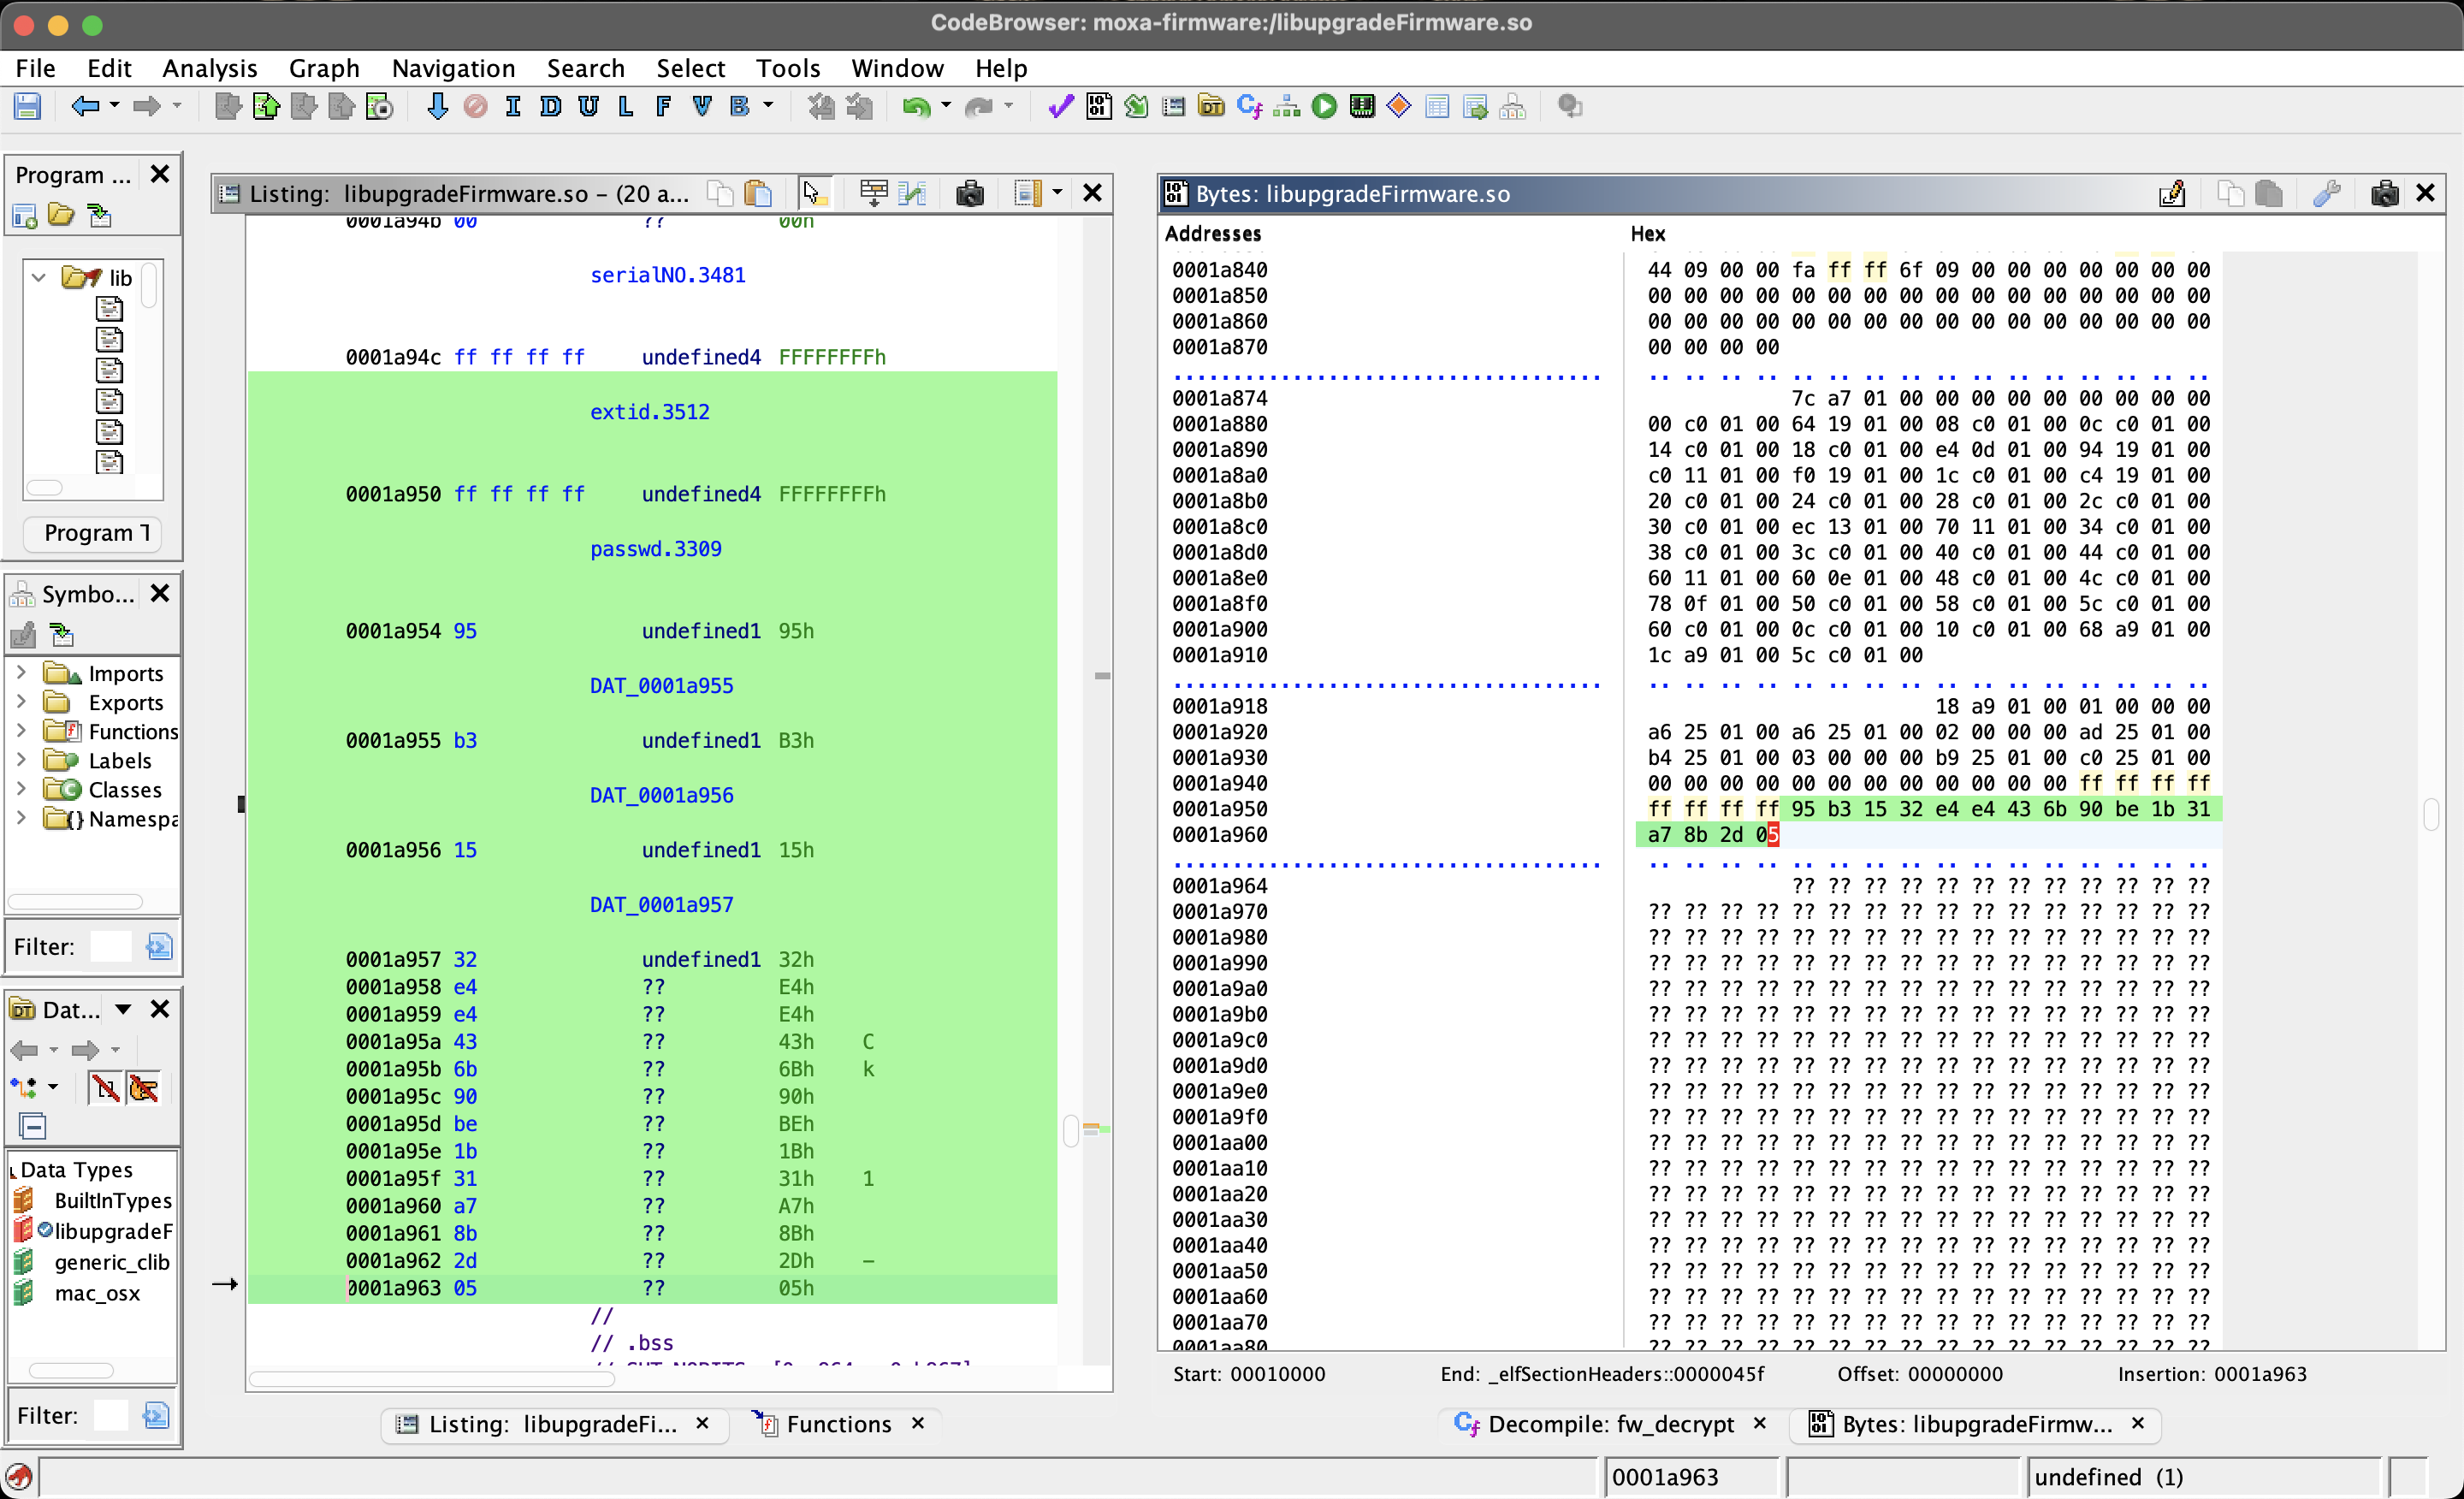 CodeBrowser: moxa-firmware:/libupgradeFirmware.so
File Edit Analysis Graph Navigation Search Select Tools Window Help
I D U L F V B
Program ...
lib
Program T
Symbo...
Imports
Exports
Functions
Labels
Classes
Namespa
Filter:
Dat...
Data Types
BuiltInTypes
libupgradeF
generic_clib
mac_osx
Filter:
Listing: libupgradeFirmware.so – (20 a...
0001a94b 00 ?? 00h
serialNO.3481
0001a94c ff ff ff ff undefined4 FFFFFFFFh
extid.3512
0001a950 ff ff ff ff undefined4 FFFFFFFFh
passwd.3309
0001a954 95 undefined1 95h
DAT_0001a955
0001a955 b3 undefined1 B3h
DAT_0001a956
0001a956 15 undefined1 15h
DAT_0001a957
0001a957 32 undefined1 32h
0001a958 e4 ?? E4h
0001a959 e4 ?? E4h
0001a95a 43 ?? 43h C
0001a95b 6b ?? 6Bh k
0001a95c 90 ?? 90h
0001a95d be ?? BEh
0001a95e 1b ?? 1Bh
0001a95f 31 ?? 31h 1
0001a960 a7 ?? A7h
0001a961 8b ?? 8Bh
0001a962 2d ?? 2Dh –
0001a963 05 ?? 05h
//
// .bss
Listing: libupgradeFi... ×
Functions ×
Bytes: libupgradeFirmware.so
Addresses Hex
0001a840 44 09 00 00 fa ff ff 6f 09 00 00 00 00 00 00 00
0001a850 00 00 00 00 00 00 00 00 00 00 00 00 00 00 00 00
0001a860 00 00 00 00 00 00 00 00 00 00 00 00 00 00 00 00
0001a870 00 00 00 00
0001a874 7c a7 01 00 00 00 00 00 00 00 00 00
0001a880 00 c0 01 00 64 19 01 00 08 c0 01 00 0c c0 01 00
0001a890 14 c0 01 00 18 c0 01 00 e4 0d 01 00 94 19 01 00
0001a8a0 c0 11 01 00 f0 19 01 00 1c c0 01 00 c4 19 01 00
0001a8b0 20 c0 01 00 24 c0 01 00 28 c0 01 00 2c c0 01 00
0001a8c0 30 c0 01 00 ec 13 01 00 70 11 01 00 34 c0 01 00
0001a8d0 38 c0 01 00 3c c0 01 00 40 c0 01 00 44 c0 01 00
0001a8e0 60 11 01 00 60 0e 01 00 48 c0 01 00 4c c0 01 00
0001a8f0 78 0f 01 00 50 c0 01 00 58 c0 01 00 5c c0 01 00
0001a900 60 c0 01 00 0c c0 01 00 10 c0 01 00 68 a9 01 00
0001a910 1c a9 01 00 5c c0 01 00
0001a918 18 a9 01 00 01 00 00 00
0001a920 a6 25 01 00 a6 25 01 00 02 00 00 00 ad 25 01 00
0001a930 b4 25 01 00 03 00 00 00 b9 25 01 00 c0 25 01 00
0001a940 00 00 00 00 00 00 00 00 00 00 00 00 ff ff ff ff
0001a950 ff ff ff ff 95 b3 15 32 e4 e4 43 6b 90 be 1b 31
0001a960 a7 8b 2d 05
0001a964 ?? ?? ?? ?? ?? ?? ?? ?? ?? ?? ?? ??
0001a970 ?? ?? ?? ?? ?? ?? ?? ?? ?? ?? ?? ?? ?? ?? ?? ??
0001a980 ?? ?? ?? ?? ?? ?? ?? ?? ?? ?? ?? ?? ?? ?? ?? ??
0001a990 ?? ?? ?? ?? ?? ?? ?? ?? ?? ?? ?? ?? ?? ?? ?? ??
0001a9a0 ?? ?? ?? ?? ?? ?? ?? ?? ?? ?? ?? ?? ?? ?? ?? ??
0001a9b0 ?? ?? ?? ?? ?? ?? ?? ?? ?? ?? ?? ?? ?? ?? ?? ??
0001a9c0 ?? ?? ?? ?? ?? ?? ?? ?? ?? ?? ?? ?? ?? ?? ?? ??
0001a9d0 ?? ?? ?? ?? ?? ?? ?? ?? ?? ?? ?? ?? ?? ?? ?? ??
0001a9e0 ?? ?? ?? ?? ?? ?? ?? ?? ?? ?? ?? ?? ?? ?? ?? ??
0001a9f0 ?? ?? ?? ?? ?? ?? ?? ?? ?? ?? ?? ?? ?? ?? ?? ??
0001aa00 ?? ?? ?? ?? ?? ?? ?? ?? ?? ?? ?? ?? ?? ?? ?? ??
0001aa10 ?? ?? ?? ?? ?? ?? ?? ?? ?? ?? ?? ?? ?? ?? ?? ??
0001aa20 ?? ?? ?? ?? ?? ?? ?? ?? ?? ?? ?? ?? ?? ?? ?? ??
0001aa30 ?? ?? ?? ?? ?? ?? ?? ?? ?? ?? ?? ?? ?? ?? ?? ??
0001aa40 ?? ?? ?? ?? ?? ?? ?? ?? ?? ?? ?? ?? ?? ?? ?? ??
0001aa50 ?? ?? ?? ?? ?? ?? ?? ?? ?? ?? ?? ?? ?? ?? ?? ??
0001aa60 ?? ?? ?? ?? ?? ?? ?? ?? ?? ?? ?? ?? ?? ?? ?? ??
0001aa70 ?? ?? ?? ?? ?? ?? ?? ?? ?? ?? ?? ?? ?? ?? ?? ??
0001aa80 ?? ?? ?? ?? ?? ?? ?? ?? ?? ?? ?? ?? ?? ?? ?? ??
Start: 00010000 End: _elfSectionHeaders::0000045f Offset: 00000000 Insertion: 0001a963
Decompile: fw_decrypt ×
Bytes: libupgradeFirmw... ×
0001a963
undefined (1)